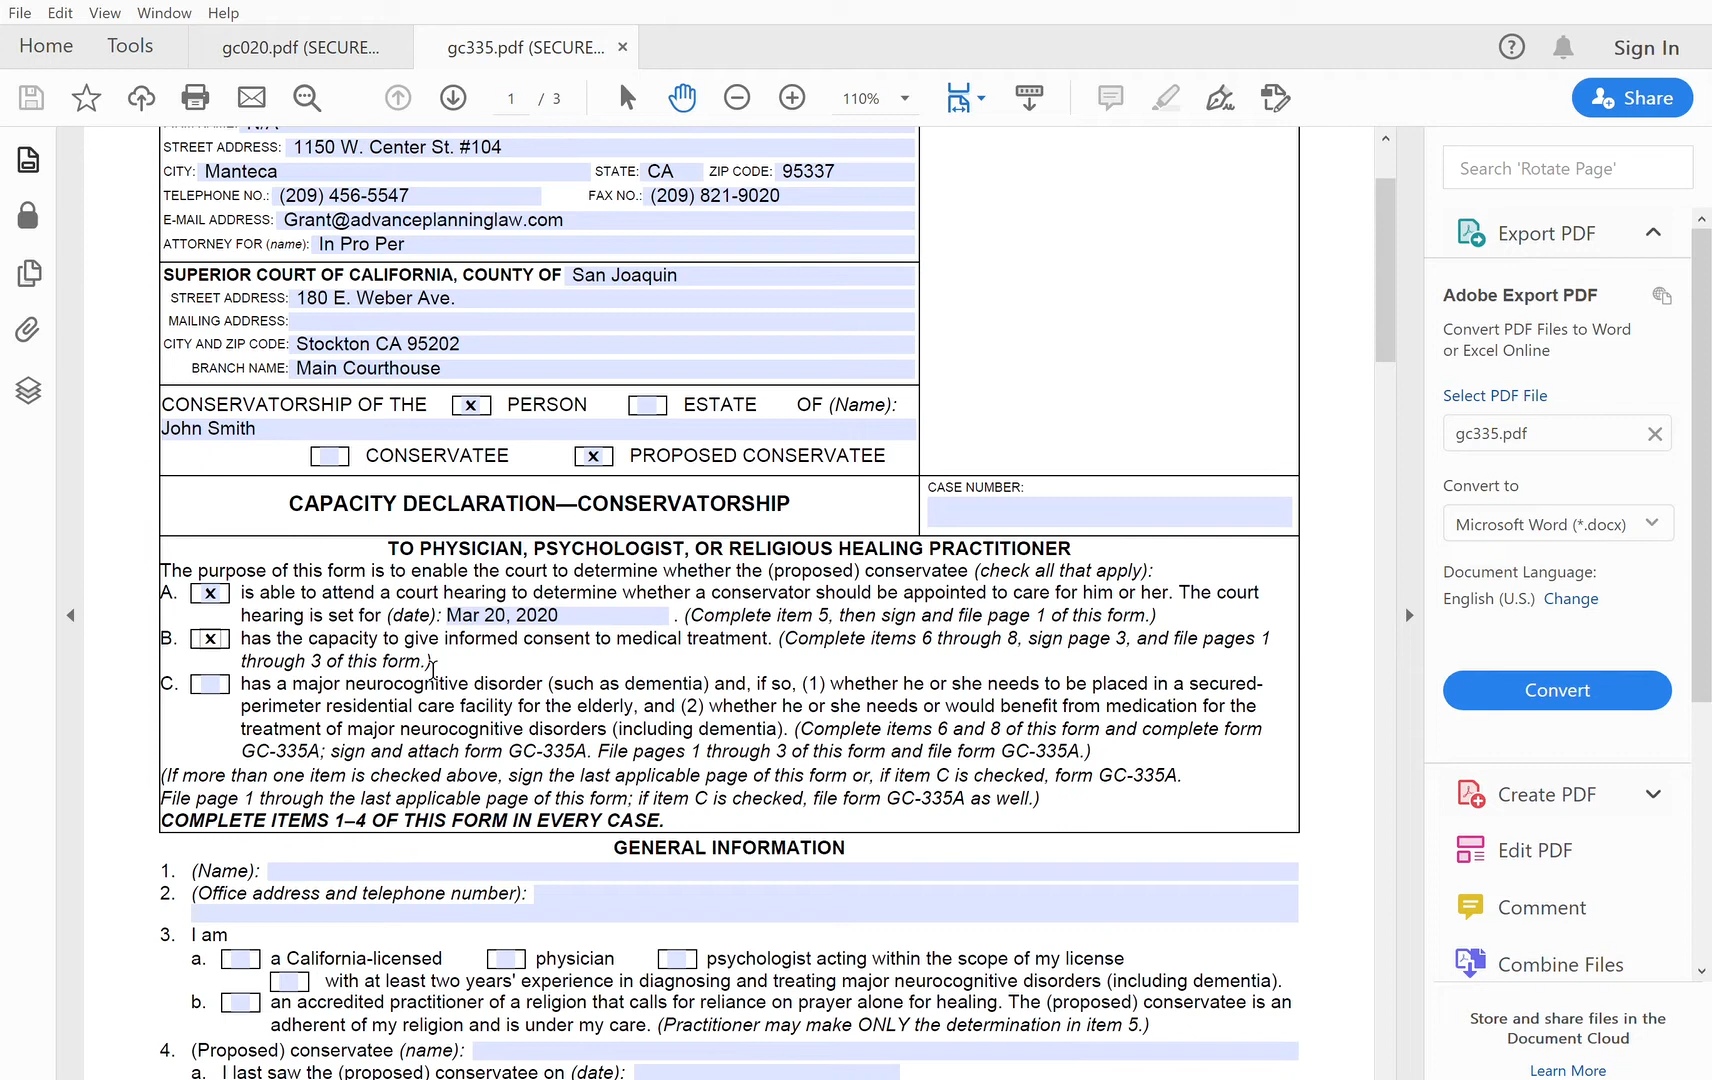 File Edit View Window Help
Home Tools gc020.pdf (SECURE... gc335.pdf (SECURE... × Sign In
1 / 3 110% Share
STREET ADDRESS: 1150 W. Center St. #104
CITY: Manteca STATE: CA ZIP CODE: 95337
TELEPHONE NO.: (209) 456-5547 FAX NO.: (209) 821-9020
E-MAIL ADDRESS: Grant@advanceplanninglaw.com
ATTORNEY FOR (name): In Pro Per
SUPERIOR COURT OF CALIFORNIA, COUNTY OF San Joaquin
STREET ADDRESS: 180 E. Weber Ave.
MAILING ADDRESS:
CITY AND ZIP CODE: Stockton CA 95202
BRANCH NAME: Main Courthouse
CONSERVATORSHIP OF THE x PERSON ESTATE OF (Name):
John Smith
CONSERVATEE x PROPOSED CONSERVATEE
CAPACITY DECLARATION—CONSERVATORSHIP
CASE NUMBER:
TO PHYSICIAN, PSYCHOLOGIST, OR RELIGIOUS HEALING PRACTITIONER
The purpose of this form is to enable the court to determine whether the (proposed) conservatee (check all that apply):
A. x is able to attend a court hearing to determine whether a conservator should be appointed to care for him or her. The court
hearing is set for (date): Mar 20, 2020 . (Complete item 5, then sign and file page 1 of this form.)
B. x has the capacity to give informed consent to medical treatment. (Complete items 6 through 8, sign page 3, and file pages 1
through 3 of this form.)
C. has a major neurocognitive disorder (such as dementia) and, if so, (1) whether he or she needs to be placed in a secured-
perimeter residential care facility for the elderly, and (2) whether he or she needs or would benefit from medication for the
treatment of major neurocognitive disorders (including dementia). (Complete items 6 and 8 of this form and complete form
GC-335A; sign and attach form GC-335A. File pages 1 through 3 of this form and file form GC-335A.)
(If more than one item is checked above, sign the last applicable page of this form or, if item C is checked, form GC-335A.
File page 1 through the last applicable page of this form; if item C is checked, file form GC-335A as well.)
COMPLETE ITEMS 1–4 OF THIS FORM IN EVERY CASE.
GENERAL INFORMATION
1. (Name):
2. (Office address and telephone number):
3. I am
a. a California-licensed physician psychologist acting within the scope of my license
with at least two years' experience in diagnosing and treating major neurocognitive disorders (including dementia).
b. an accredited practitioner of a religion that calls for reliance on prayer alone for healing. The (proposed) conservatee is an
adherent of my religion and is under my care. (Practitioner may make ONLY the determination in item 5.)
4. (Proposed) conservatee (name):
a. I last saw the (proposed) conservatee on (date):
Search 'Rotate Page'
Export PDF
Adobe Export PDF
Convert PDF Files to Word
or Excel Online
Select PDF File
gc335.pdf
Convert to
Microsoft Word (*.docx)
Document Language:
English (U.S.) Change
Convert
Create PDF
Edit PDF
Comment
Combine Files
Store and share files in the
Document Cloud
Learn More